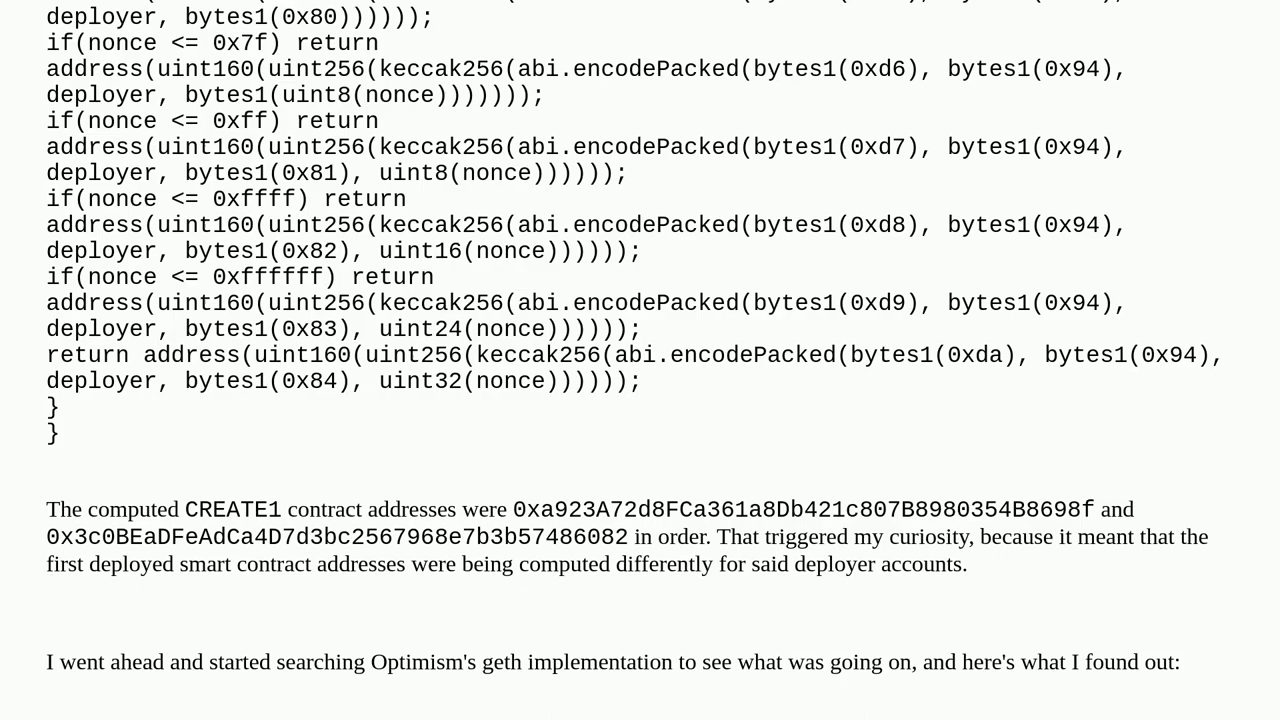 deployer, bytes1(0x80))))));
if(nonce <= 0x7f) return
address(uint160(uint256(keccak256(abi.encodePacked(bytes1(0xd6), bytes1(0x94),
deployer, bytes1(uint8(nonce)))))));
if(nonce <= 0xff) return
address(uint160(uint256(keccak256(abi.encodePacked(bytes1(0xd7), bytes1(0x94),
deployer, bytes1(0x81), uint8(nonce))))));
if(nonce <= 0xffff) return
address(uint160(uint256(keccak256(abi.encodePacked(bytes1(0xd8), bytes1(0x94),
deployer, bytes1(0x82), uint16(nonce))))));
if(nonce <= 0xffffff) return
address(uint160(uint256(keccak256(abi.encodePacked(bytes1(0xd9), bytes1(0x94),
deployer, bytes1(0x83), uint24(nonce))))));
return address(uint160(uint256(keccak256(abi.encodePacked(bytes1(0xda), bytes1(0x94),
deployer, bytes1(0x84), uint32(nonce))))));
}
}
The computed CREATE1 contract addresses were 0xa923A72d8FCa361a8Db421c807B8980354B8698f and
0x3c0BEaDFeAdCa4D7d3bc2567968e7b3b57486082 in order. That triggered my curiosity, because it meant that the
first deployed smart contract addresses were being computed differently for said deployer accounts.
I went ahead and started searching Optimism's geth implementation to see what was going on, and here's what I found out: